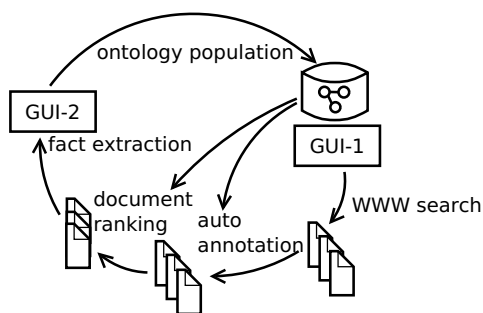 ontology population
GUI-2
GUI-1
fact extraction
document
ranking
auto
annotation
WWW search